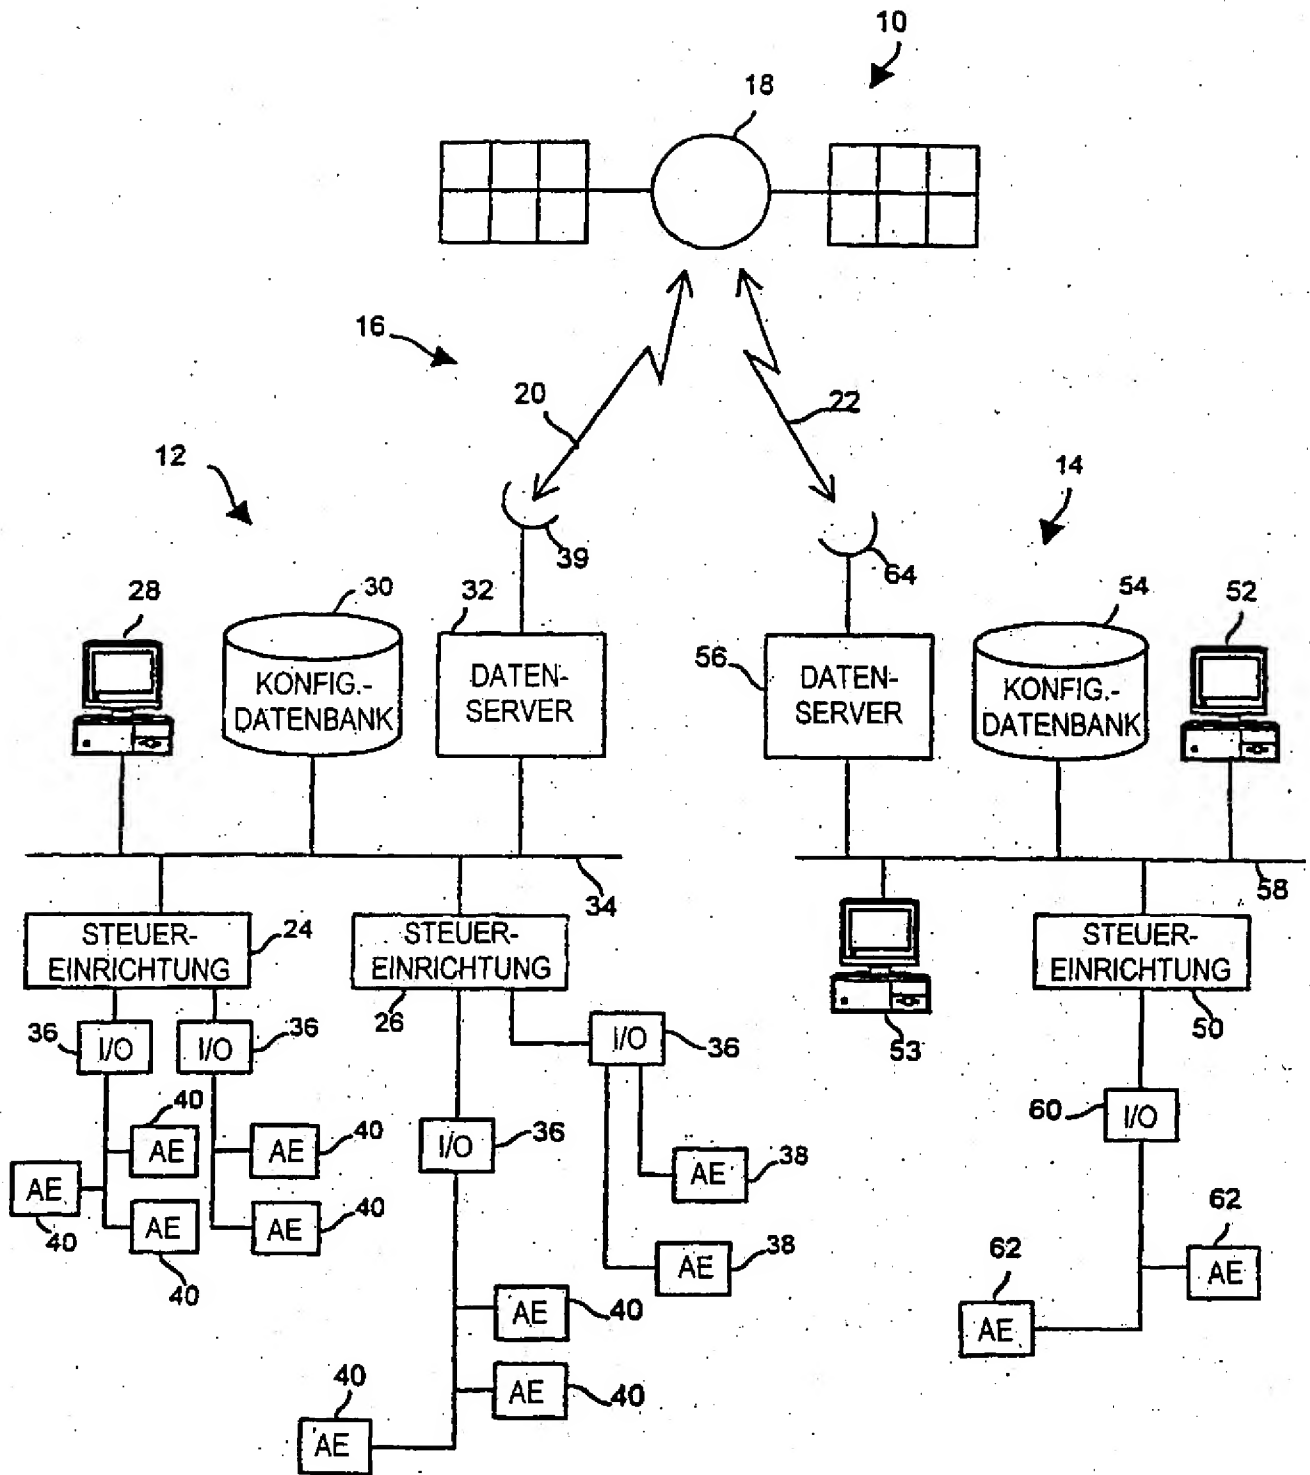 10
18
16
20
22
12
14
39
64
28
30
32
56
54
52
KONFIG.-
DATENBANK
DATEN-
SERVER
DATEN-
SERVER
KONFIG.-
DATENBANK
34
58
STEUER-
EINRICHTUNG
24
STEUER-
EINRICHTUNG
26
53
STEUER-
EINRICHTUNG
50
36
I/O
I/O
36
I/O
36
I/O
36
60
I/O
40
AE
AE
40
AE
40
AE
40
AE
40
AE
38
AE
38
AE
40
AE
40
40
AE
62
AE
62
AE